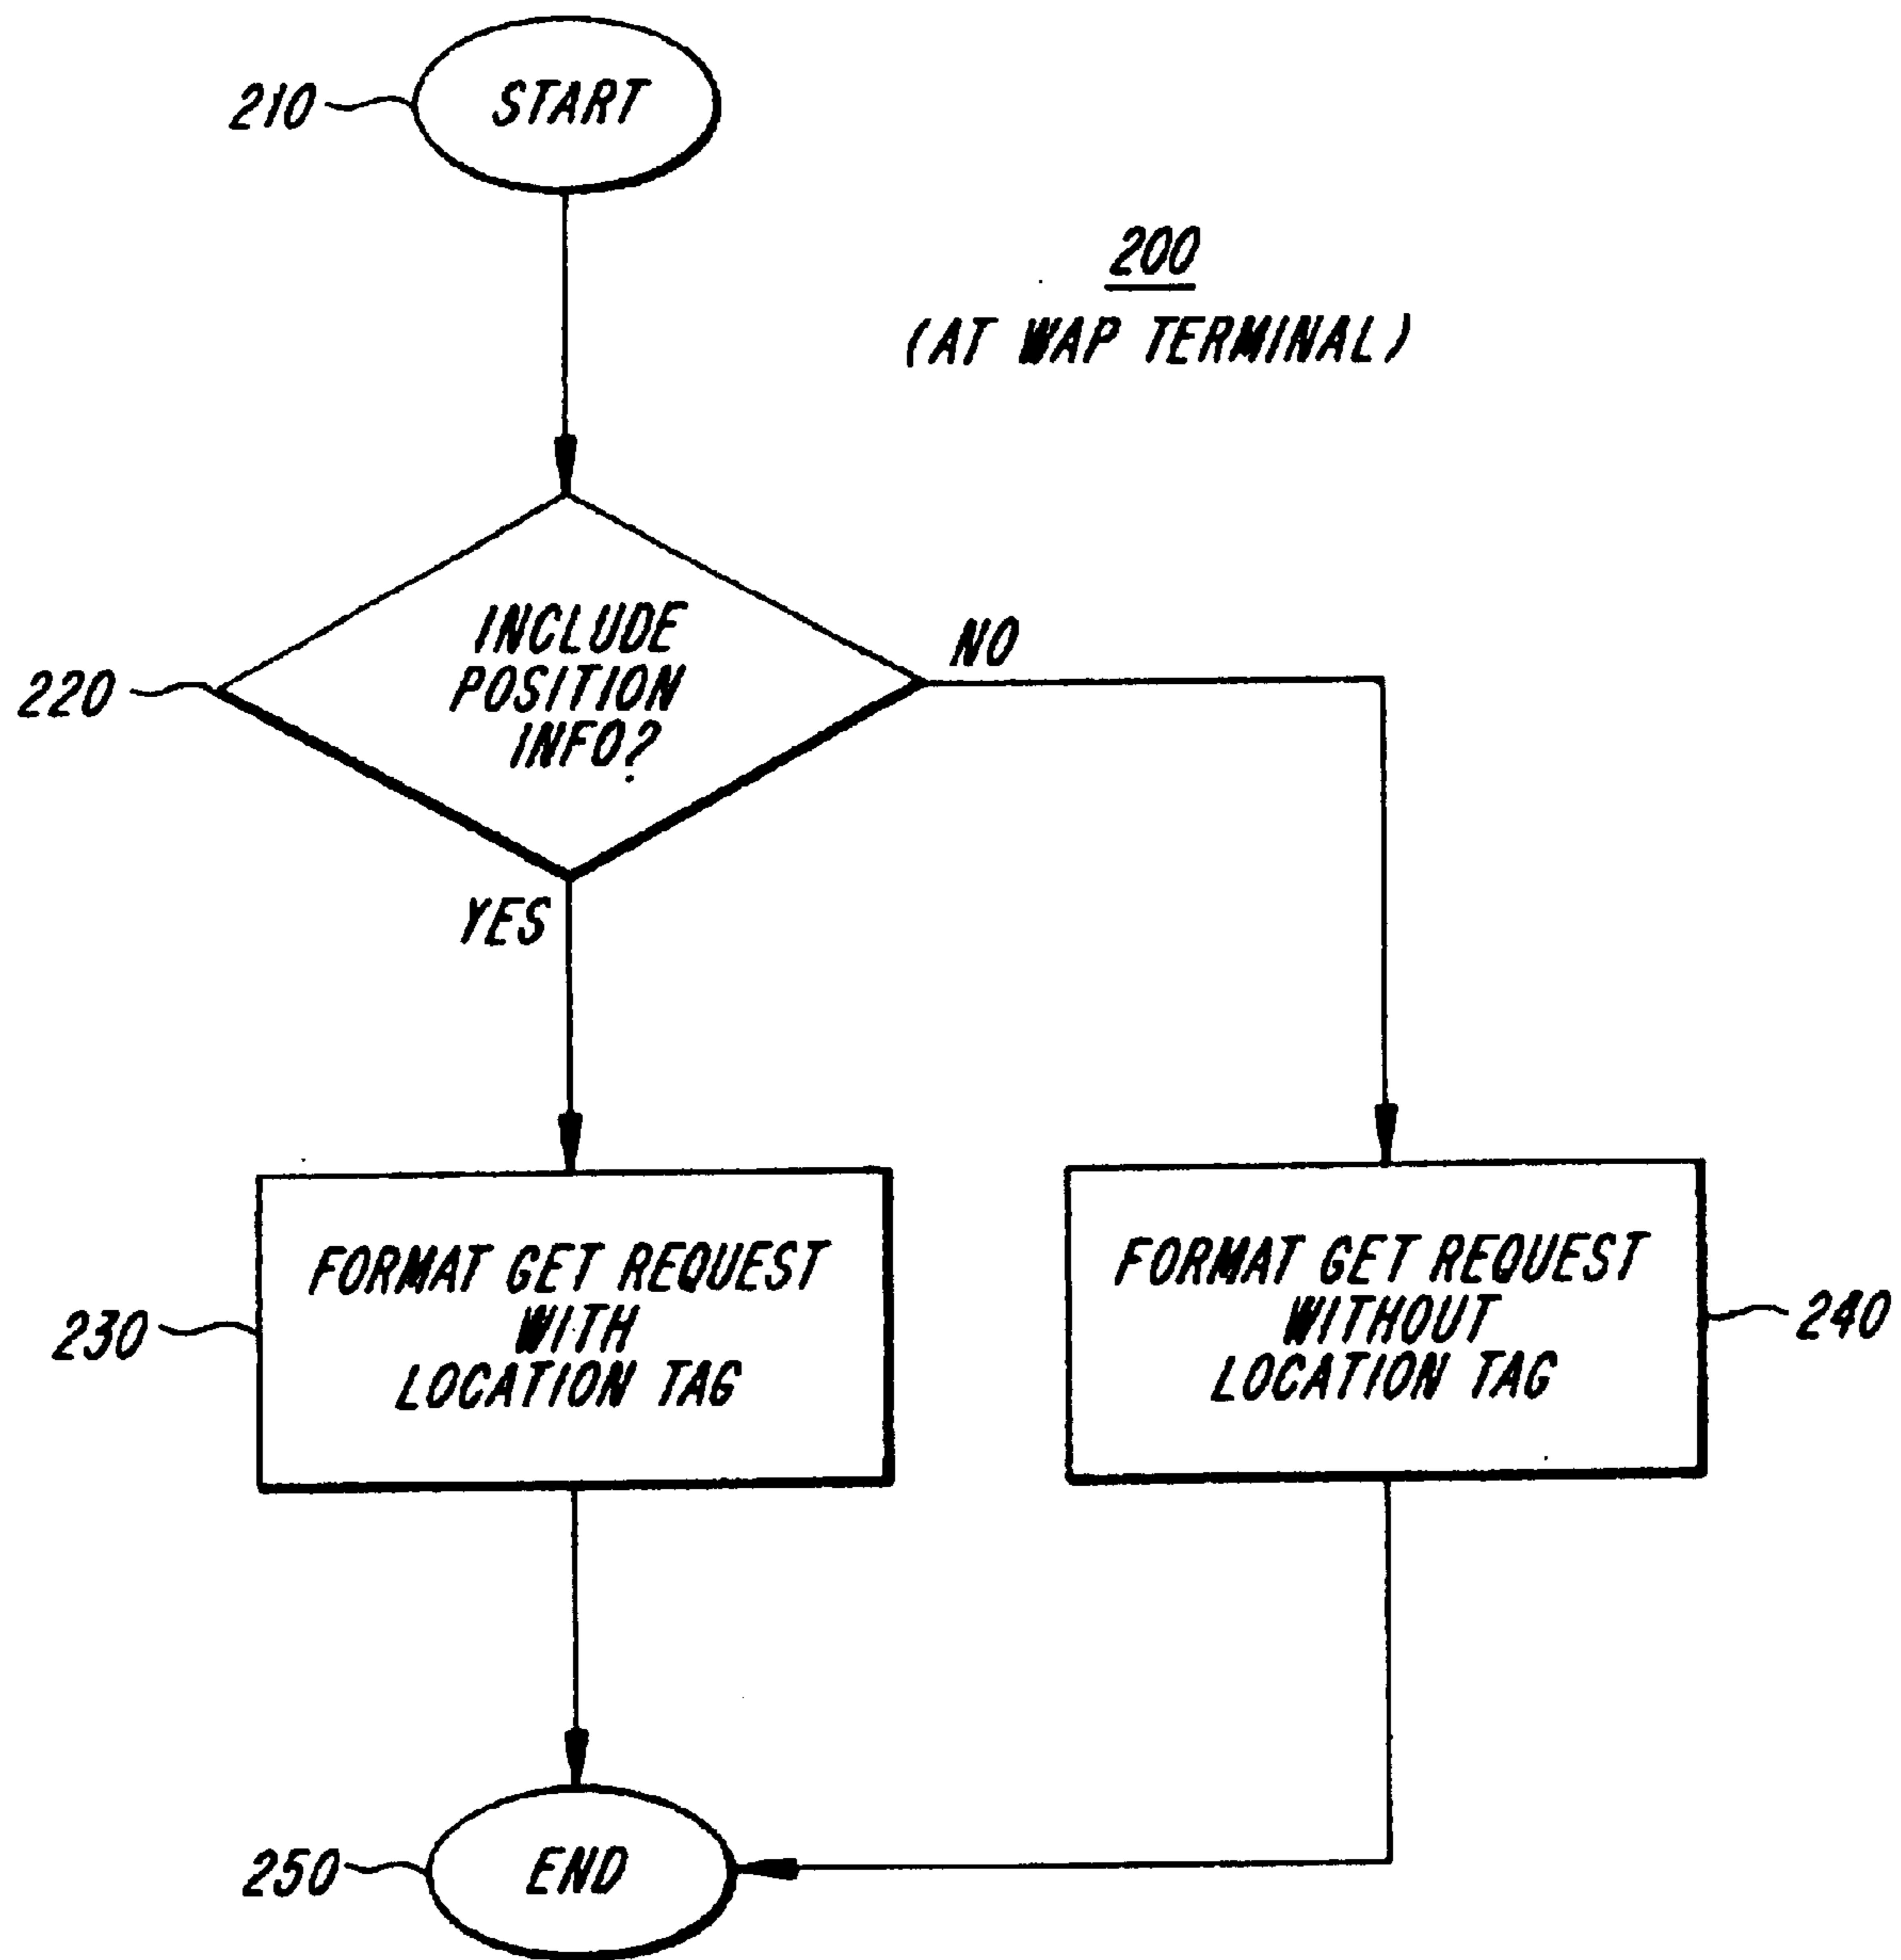 210
START
200
(AT WAP TERMINAL)
220
INCLUDE
POSITION
INFO?
NO
YES
230
FORMAT GET REQUEST
WITH
LOCATION TAG
FORMAT GET REQUEST
WITHOUT
LOCATION TAG
240
250
END